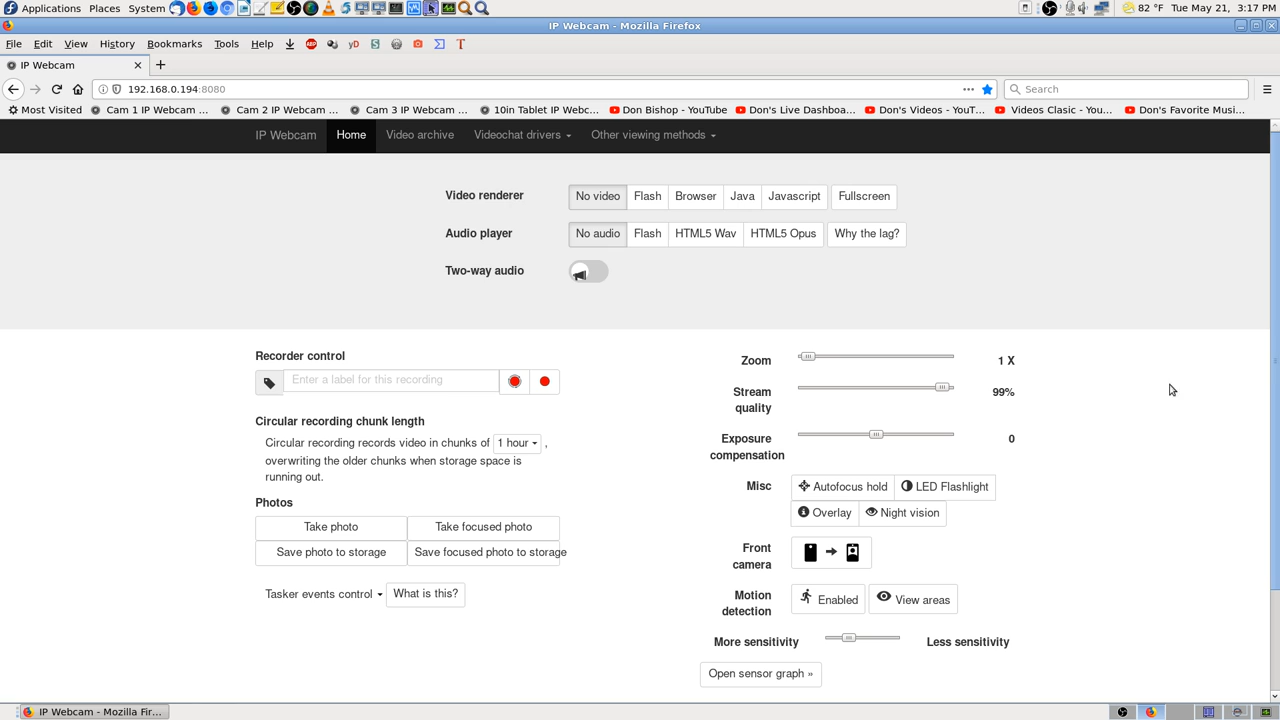 Applications Places System 82 °F Tue May 21, 3:17 PM
IP Webcam - Mozilla Firefox
File Edit View History Bookmarks Tools Help ABP yD S T
IP Webcam
192.168.0.194:8080 Search
Most Visited Cam 1 IP Webcam ... Cam 2 IP Webcam ... Cam 3 IP Webcam ... 10in Tablet IP Webc... Don Bishop - YouTube Don's Live Dashboa... Don's Videos - YouT... Videos Clasic - You... Don's Favorite Musi...
IP Webcam Home Video archive Videochat drivers Other viewing methods
Video renderer No video Flash Browser Java Javascript Fullscreen
Audio player No audio Flash HTML5 Wav HTML5 Opus Why the lag?
Two-way audio
Recorder control
Enter a label for this recording
Circular recording chunk length
Circular recording records video in chunks of 1 hour ,
overwriting the older chunks when storage space is
running out.
Photos
Take photo Take focused photo
Save photo to storage Save focused photo to storage
Tasker events control What is this?
Zoom 1 X
Stream
quality 99%
Exposure
compensation 0
Misc Autofocus hold LED Flashlight
Overlay Night vision
Front
camera
Motion
detection Enabled View areas
More sensitivity Less sensitivity
Open sensor graph »
IP Webcam - Mozilla Fir...